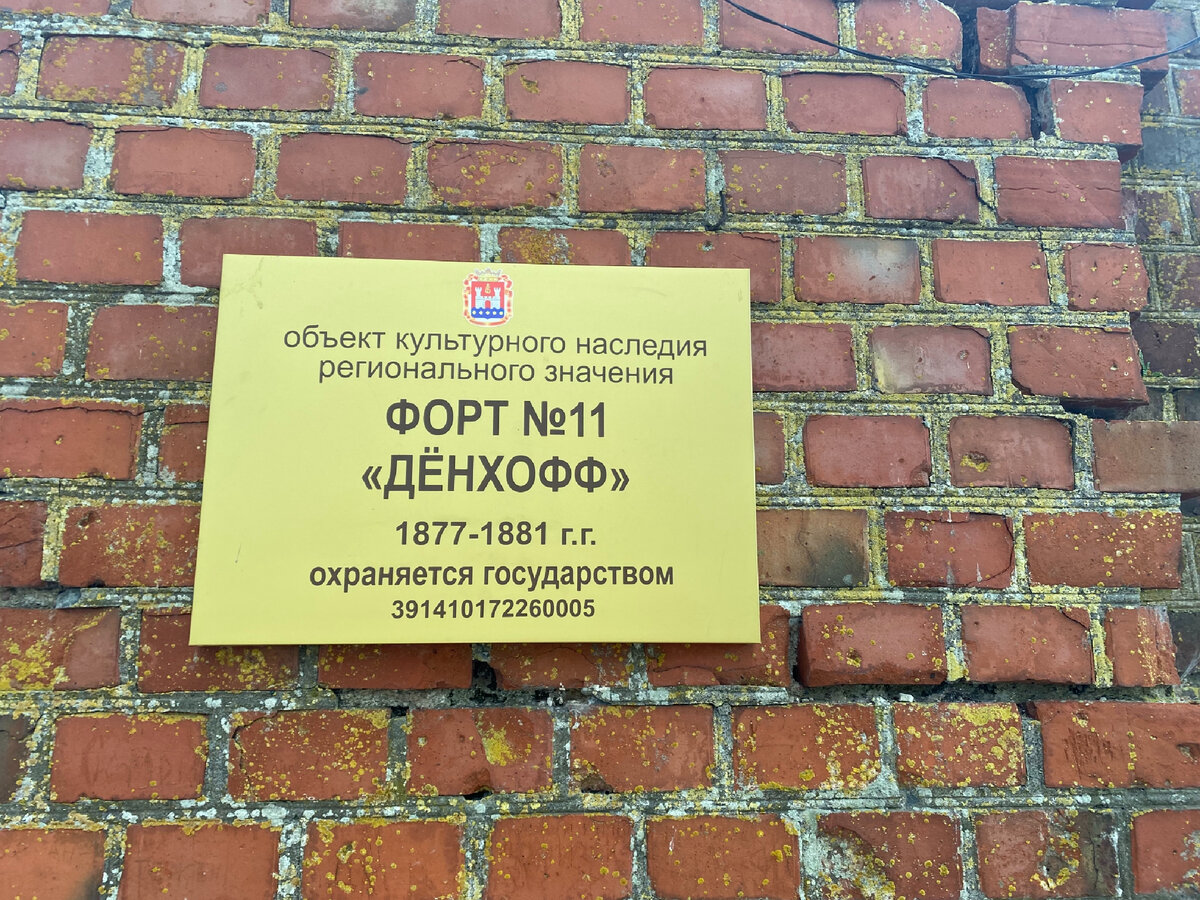 объект культурного наследия
регионального значения
ФОРТ №11
«ДЁНХОФФ»
1877-1881 г.г.
охраняется государством
391410172260005